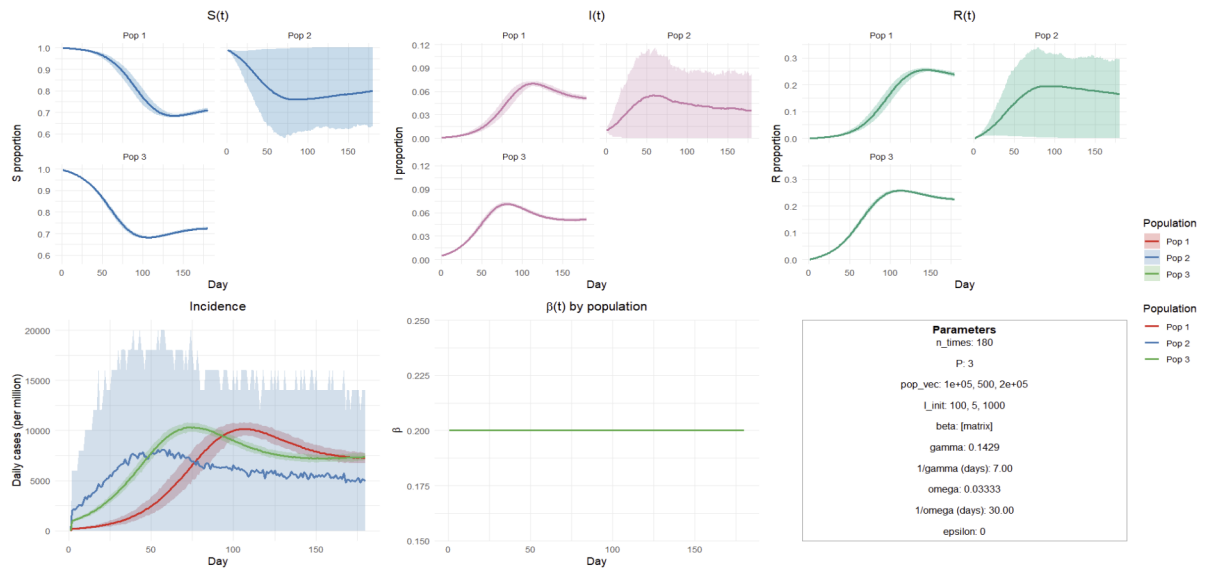 S(t)
I(t)
R(t)
Pop 1
Pop 2
1.0
0.9
0.8
0.7
0.6
0 50 100 150
Pop 3
1.0
0.9
0.8
0.7
0.6
0 50 100 150
S proportion
Day
Pop 1
Pop 2
0.12
0.09
0.06
0.03
0.00
0 50 100 150
Pop 3
0.12
0.09
0.06
0.03
0.00
0 50 100 150
I proportion
Day
Pop 1
Pop 2
0.3
0.2
0.1
0.0
0 50 100 150
Pop 3
0.3
0.2
0.1
0.0
0 50 100 150
R proportion
Day
Population
Pop 1
Pop 2
Pop 3
Incidence
20000
15000
10000
5000
0
0 50 100 150
Daily cases (per million)
Day
β(t) by population
0.250
0.225
0.200
0.175
0.150
0 50 100 150
β
Day
Parameters
n_times: 180
P: 3
pop_vec: 1e+05, 500, 2e+05
I_init: 100, 5, 1000
beta: [matrix]
gamma: 0.1429
1/gamma (days): 7.00
omega: 0.03333
1/omega (days): 30.00
epsilon: 0
Population
Pop 1
Pop 2
Pop 3